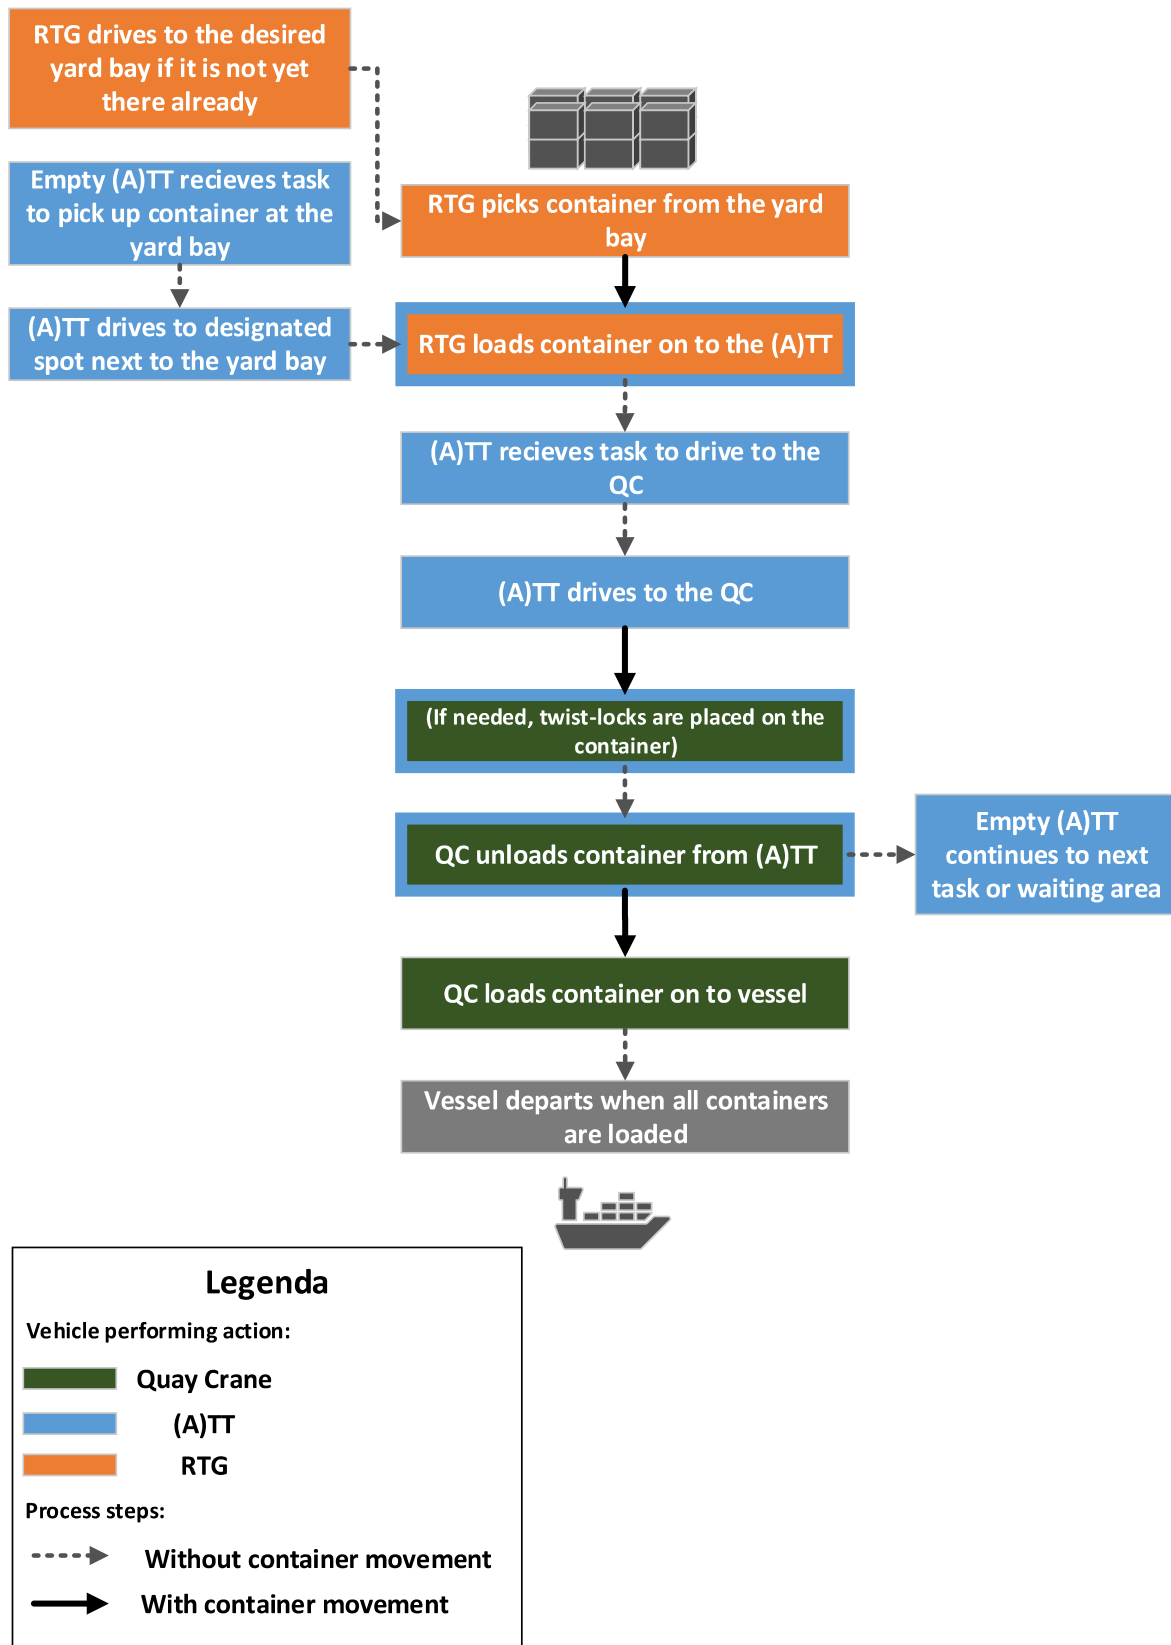 RTG drives to the desired
yard bay if it is not yet
there already
Empty (A)TT recieves task
to pick up container at the
yard bay
(A)TT drives to designated
spot next to the yard bay
RTG picks container from the yard
bay
RTG loads container on to the (A)TT
(A)TT recieves task to drive to the
QC
(A)TT drives to the QC
(If needed, twist-locks are placed on the
container)
QC unloads container from (A)TT
Empty (A)TT
continues to next
task or waiting area
QC loads container on to vessel
Vessel departs when all containers
are loaded
Legenda
Vehicle performing action:
Quay Crane
(A)TT
RTG
Process steps:
Without container movement
With container movement